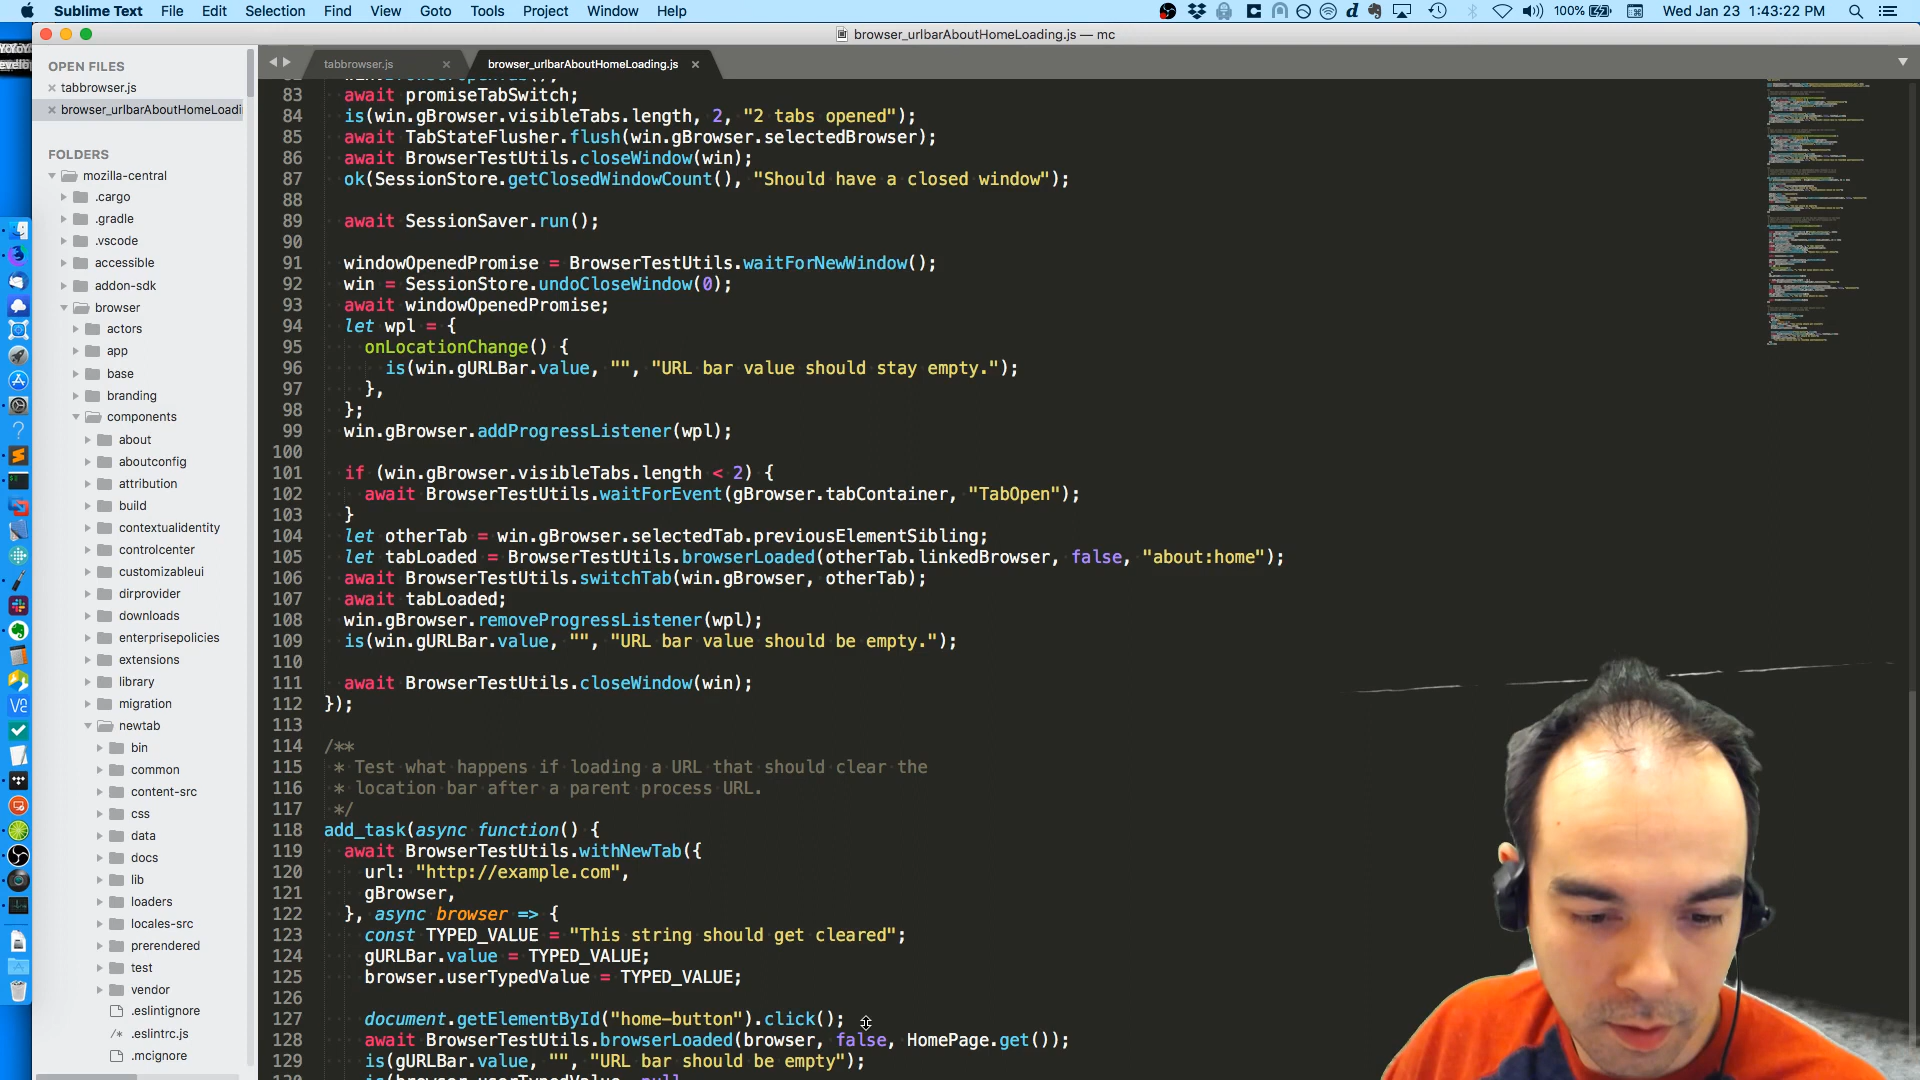 Sublime Text File Edit Selection Find View Goto Tools Project Window Help 100% Wed Jan 23 1:43:22 PM
browser_urlbarAboutHomeLoading.js — mc
OPEN FILES
tabbrowser.js
browser_urlbarAboutHomeLoadi
FOLDERS
mozilla-central
.cargo
.gradle
.vscode
accessible
addon-sdk
browser
actors
app
base
branding
components
about
aboutconfig
attribution
build
contextualidentity
controlcenter
customizableui
dirprovider
downloads
enterprisepolicies
extensions
library
migration
newtab
bin
common
content-src
css
data
docs
lib
loaders
locales-src
prerendered
test
vendor
.eslintignore
/* .eslintrc.js
.mcignore
tabbrowser.js browser_urlbarAboutHomeLoading.js
83 await promiseTabSwitch;
84 is(win.gBrowser.visibleTabs.length, 2, "2 tabs opened");
85 await TabStateFlusher.flush(win.gBrowser.selectedBrowser);
86 await BrowserTestUtils.closeWindow(win);
87 ok(SessionStore.getClosedWindowCount(), "Should have a closed window");
88
89 await SessionSaver.run();
90
91 windowOpenedPromise = BrowserTestUtils.waitForNewWindow();
92 win = SessionStore.undoCloseWindow(0);
93 await windowOpenedPromise;
94 let wpl = {
95 onLocationChange() {
96 is(win.gURLBar.value, "", "URL bar value should stay empty.");
97 },
98 };
99 win.gBrowser.addProgressListener(wpl);
100
101 if (win.gBrowser.visibleTabs.length < 2) {
102 await BrowserTestUtils.waitForEvent(gBrowser.tabContainer, "TabOpen");
103 }
104 let otherTab = win.gBrowser.selectedTab.previousElementSibling;
105 let tabLoaded = BrowserTestUtils.browserLoaded(otherTab.linkedBrowser, false, "about:home");
106 await BrowserTestUtils.switchTab(win.gBrowser, otherTab);
107 await tabLoaded;
108 win.gBrowser.removeProgressListener(wpl);
109 is(win.gURLBar.value, "", "URL bar value should be empty.");
110
111 await BrowserTestUtils.closeWindow(win);
112 });
113
114 /**
115 * Test what happens if loading a URL that should clear the
116 * location bar after a parent process URL.
117 */
118 add_task(async function() {
119 await BrowserTestUtils.withNewTab({
120 url: "http://example.com",
121 gBrowser,
122 }, async browser => {
123 const TYPED_VALUE = "This string should get cleared";
124 gURLBar.value = TYPED_VALUE;
125 browser.userTypedValue = TYPED_VALUE;
126
127 document.getElementById("home-button").click();
128 await BrowserTestUtils.browserLoaded(browser, false, HomePage.get());
129 is(gURLBar.value, "", "URL bar should be empty");